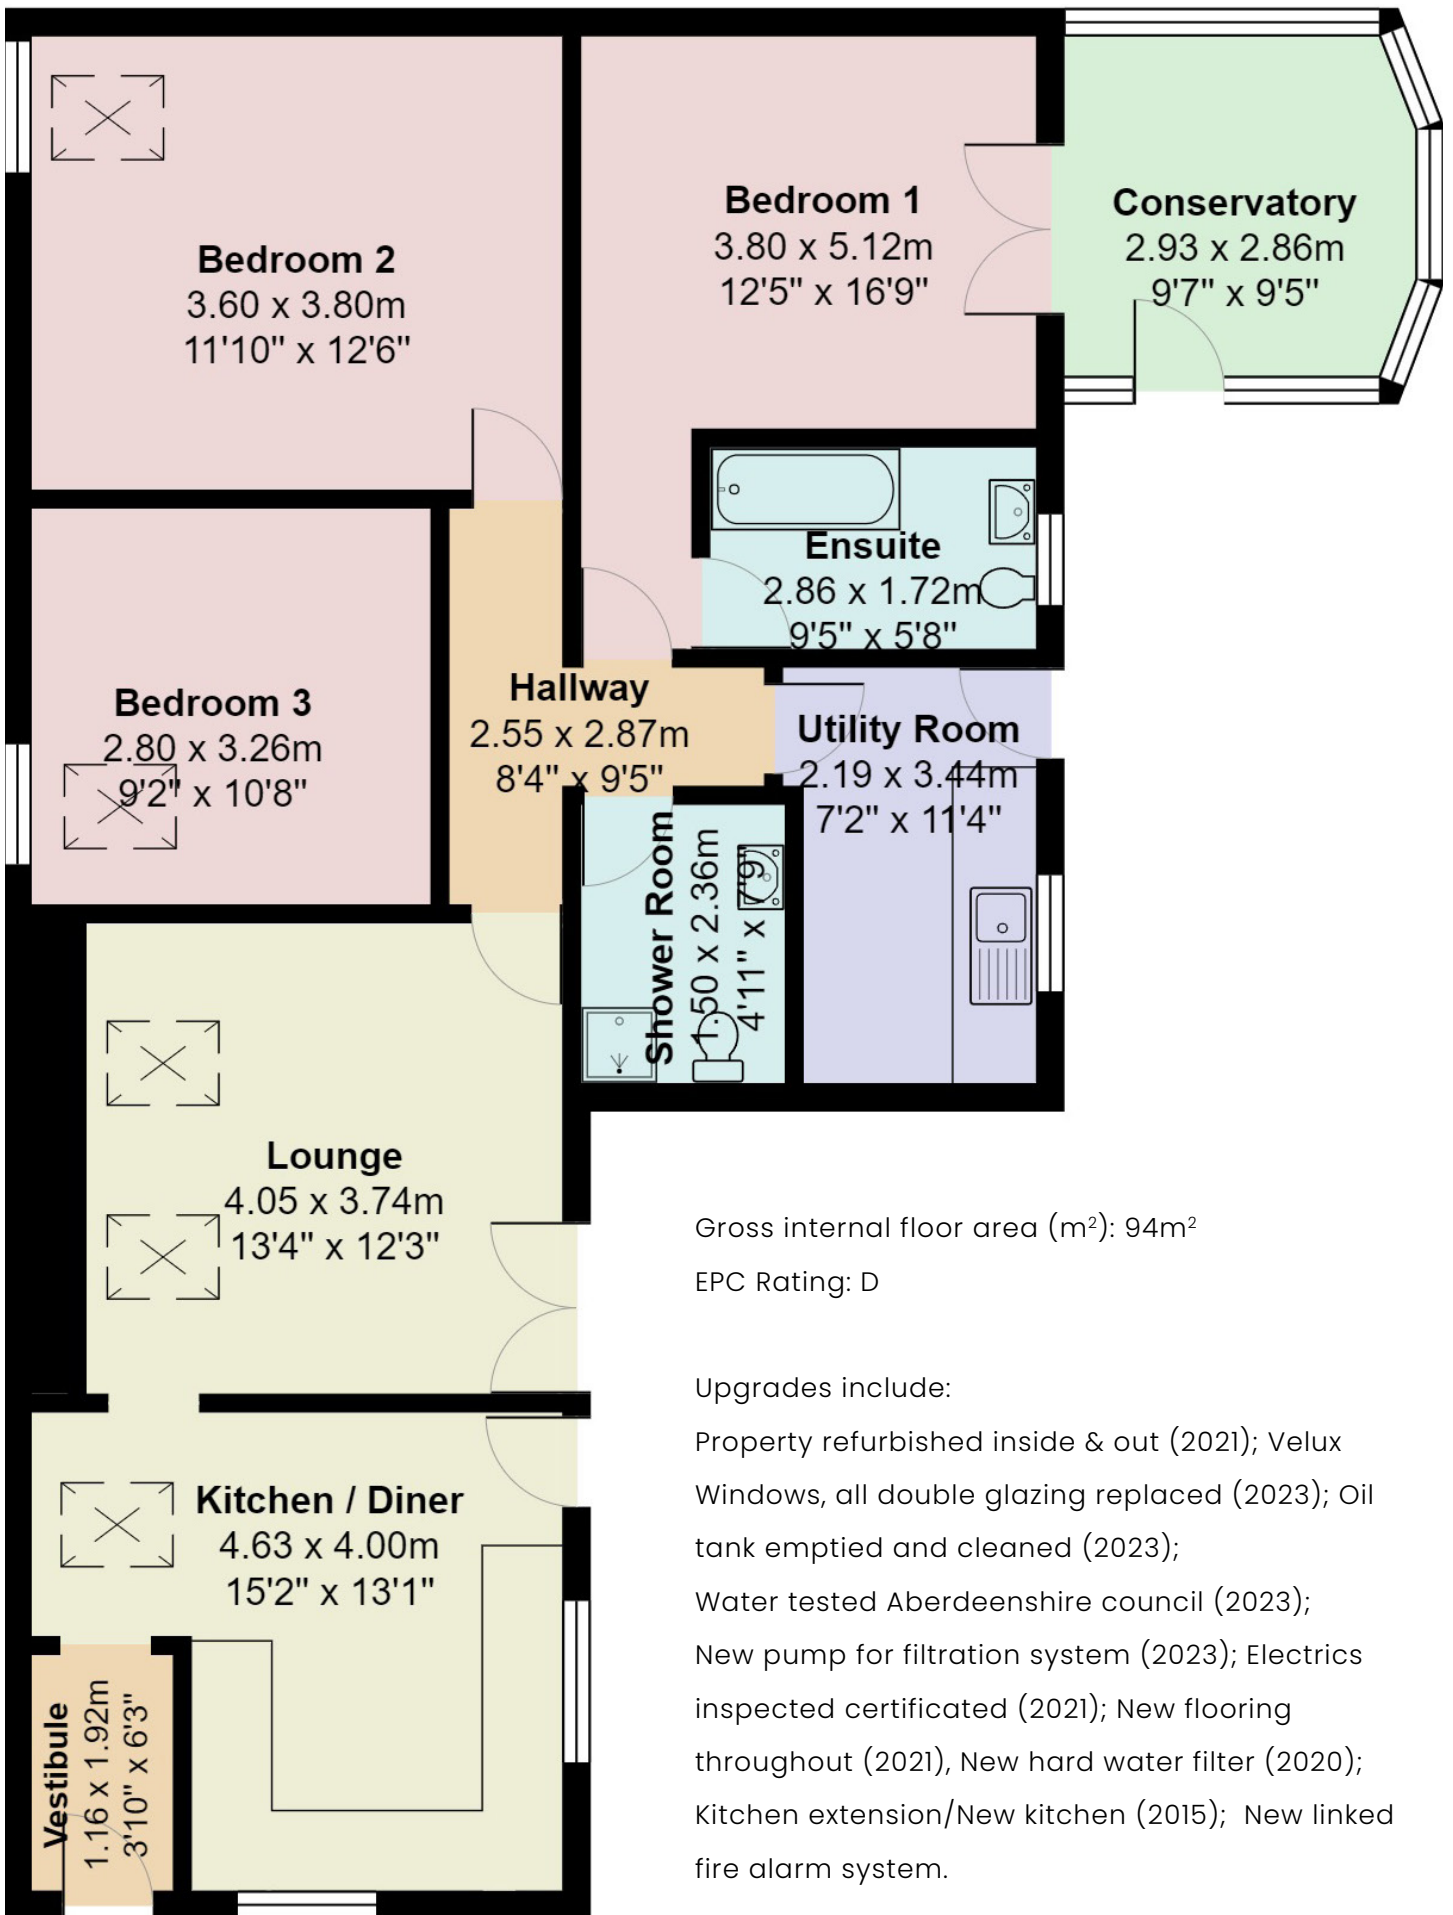 Bedroom 2
3.60 x 3.80m
11'10" x 12'6"
Bedroom 1
3.80 x 5.12m
12'5" x 16'9"
Conservatory
2.93 x 2.86m
9'7" x 9'5"
Ensuite
2.86 x 1.72m
9'5" x 5'8"
Bedroom 3
2.80 x 3.26m
9'2" x 10'8"
Hallway
2.55 x 2.87m
8'4" x 9'5"
Utility Room
2.19 x 3.44m
7'2" x 11'4"
Shower Room
1.50 x 2.36m
4'11" x 7'9"
Lounge
4.05 x 3.74m
13'4" x 12'3"
Kitchen / Diner
4.63 x 4.00m
15'2" x 13'1"
Vestibule
1.16 x 1.92m
3'10" x 6'3"
Gross internal floor area (m²): 94m²
EPC Rating: D
Upgrades include:
Property refurbished inside & out (2021); Velux
Windows, all double glazing replaced (2023); Oil
tank emptied and cleaned (2023);
Water tested Aberdeenshire council (2023);
New pump for filtration system (2023); Electrics
inspected certificated (2021); New flooring
throughout (2021), New hard water filter (2020);
Kitchen extension/New kitchen (2015);  New linked
fire alarm system.